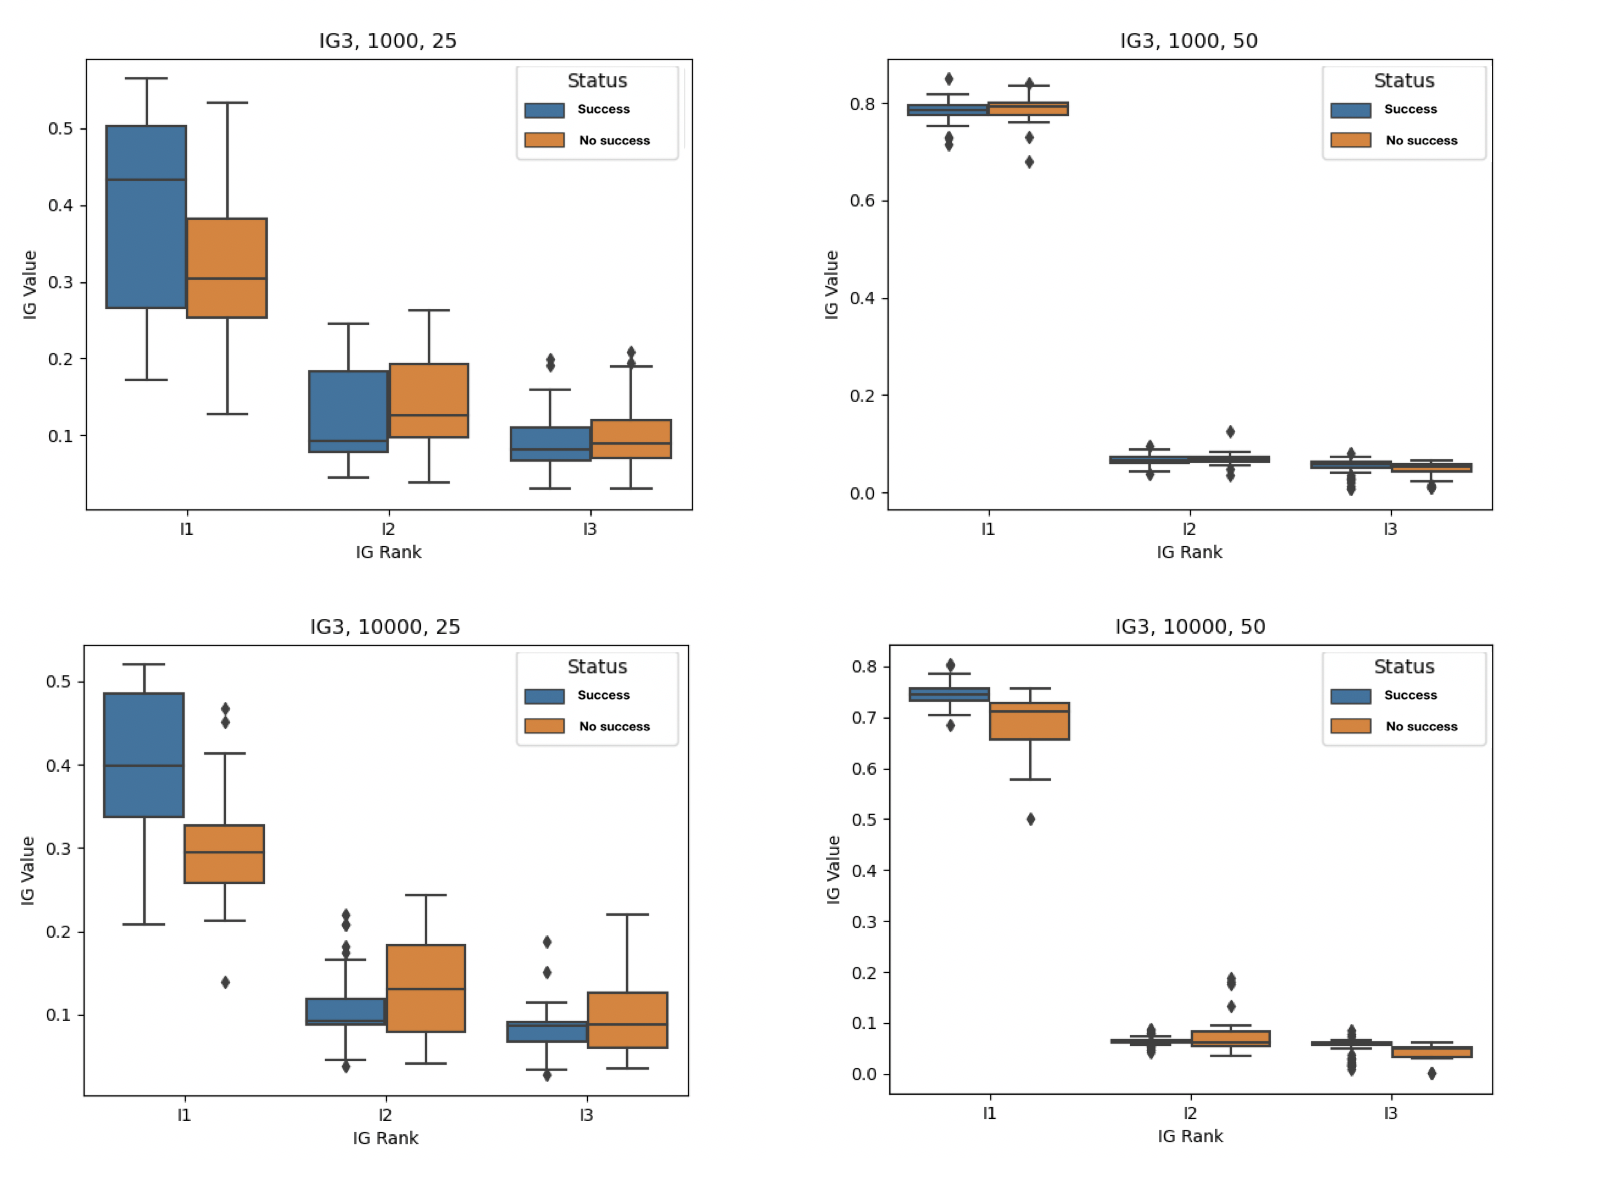 IG3, 1000, 25
Status
Success
No success
0.5
0.4
0.3
0.2
0.1
IG Value
I1
I2
I3
IG Rank
IG3, 1000, 50
Status
Success
No success
0.8
0.6
0.4
0.2
0.0
IG Value
I1
I2
I3
IG Rank
IG3, 10000, 25
Status
Success
No success
0.5
0.4
0.3
0.2
0.1
IG Value
I1
I2
I3
IG Rank
IG3, 10000, 50
Status
Success
No success
0.8
0.7
0.6
0.5
0.4
0.3
0.2
0.1
0.0
IG Value
I1
I2
I3
IG Rank